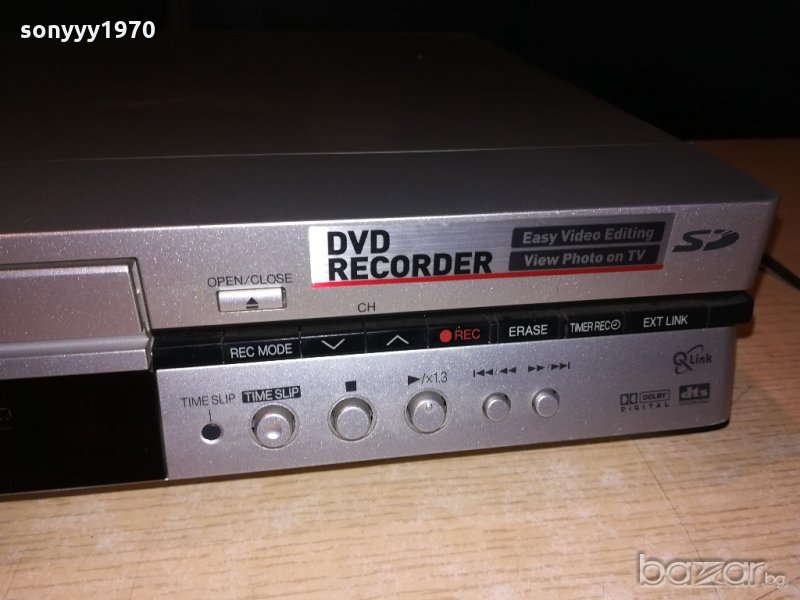 sonyyy1970
DVD
RECORDER
Easy Video Editing
View Photo on TV
SD
OPEN/CLOSE
CH
REC MODE
REC
ERASE
TIMER REC
EXT LINK
TIME SLIP
TIME SLIP
/x1.3
Q Link
DOLBY
DIGITAL
dts
bazar.bg